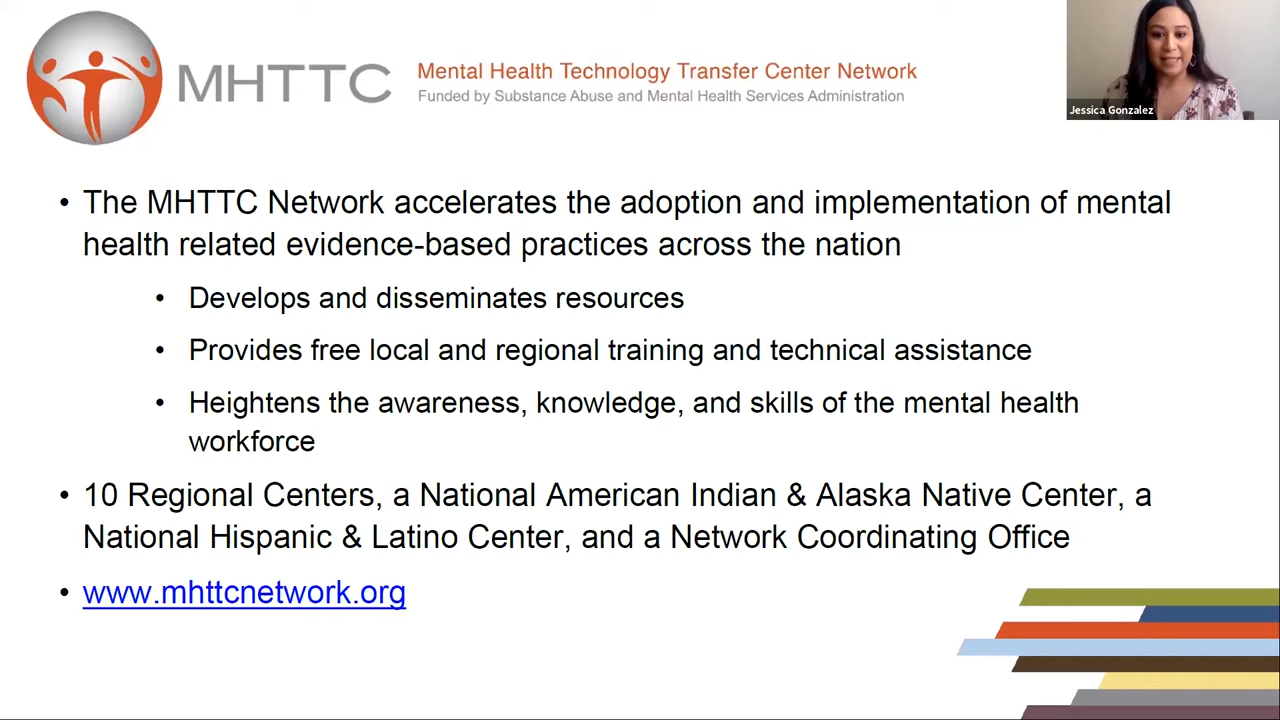 MHTTC
Mental Health Technology Transfer Center Network
Funded by Substance Abuse and Mental Health Services Administration
Jessica Gonzalez
• The MHTTC Network accelerates the adoption and implementation of mental
health related evidence-based practices across the nation
• Develops and disseminates resources
• Provides free local and regional training and technical assistance
• Heightens the awareness, knowledge, and skills of the mental health
workforce
• 10 Regional Centers, a National American Indian & Alaska Native Center, a
National Hispanic & Latino Center, and a Network Coordinating Office
• www.mhttcnetwork.org